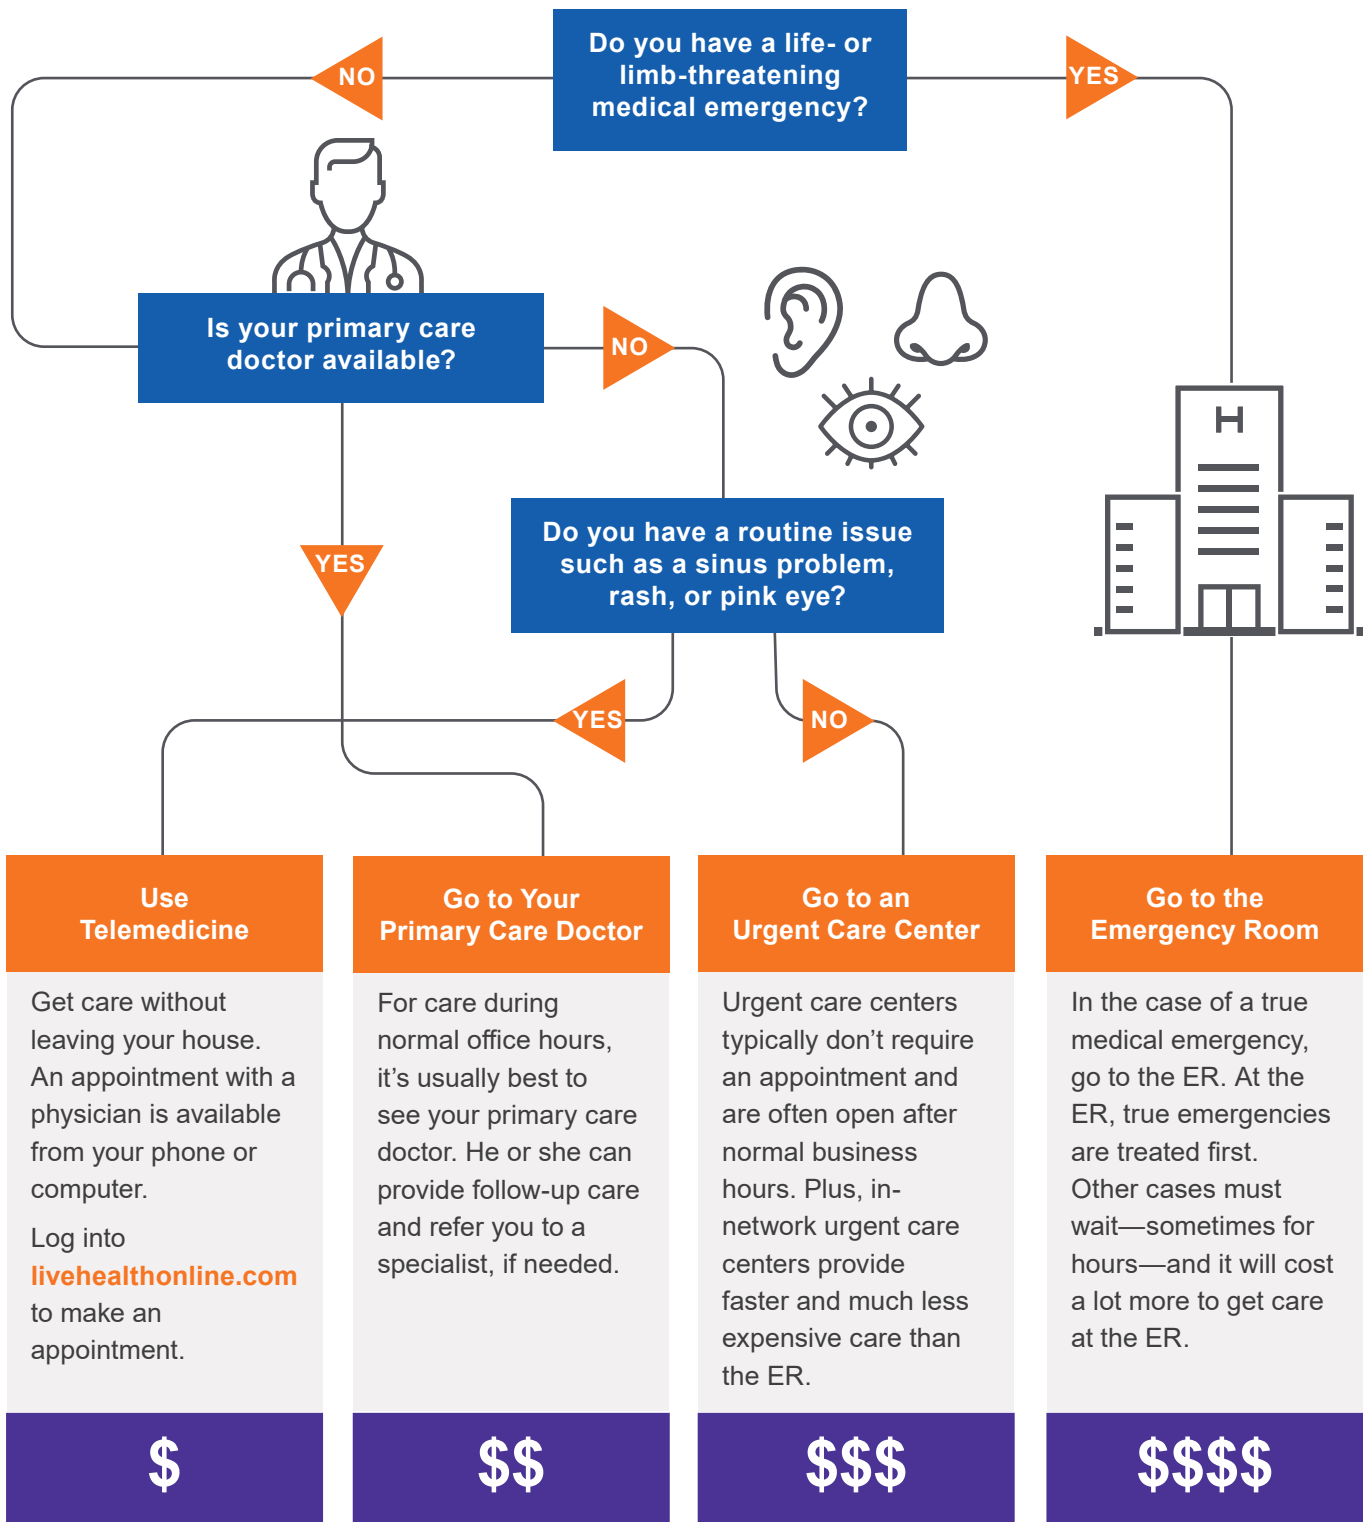 Do you have a life- or
limb-threatening
medical emergency?
NO
YES
Is your primary care
doctor available?
NO
H
Do you have a routine issue
such as a sinus problem,
rash, or pink eye?
YES
YES
NO
Use
Telemedicine
Get care without
leaving your house.
An appointment with a
physician is available
from your phone or
computer.
Log into
livehealthonline.com
to make an
appointment.
$
Go to Your
Primary Care Doctor
For care during
normal office hours,
it’s usually best to
see your primary care
doctor. He or she can
provide follow-up care
and refer you to a
specialist, if needed.
$$
Go to an
Urgent Care Center
Urgent care centers
typically don’t require
an appointment and
are often open after
normal business
hours. Plus, in-
network urgent care
centers provide
faster and much less
expensive care than
the ER.
$$$
Go to the
Emergency Room
In the case of a true
medical emergency,
go to the ER. At the
ER, true emergencies
are treated first.
Other cases must
wait—sometimes for
hours—and it will cost
a lot more to get care
at the ER.
$$$$